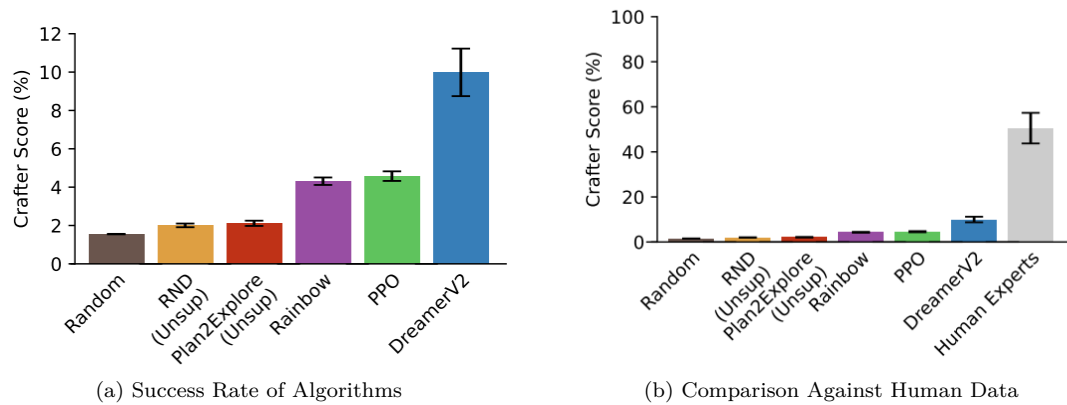 Crafter Score (%)
12
10
8
6
4
2
0
Random
RND
(Unsup)
Plan2Explore
(Unsup)
Rainbow
PPO
DreamerV2
(a) Success Rate of Algorithms
Crafter Score (%)
100
80
60
40
20
0
Random
RND
(Unsup)
Plan2Explore
(Unsup)
Rainbow
PPO
DreamerV2
Human Experts
(b) Comparison Against Human Data